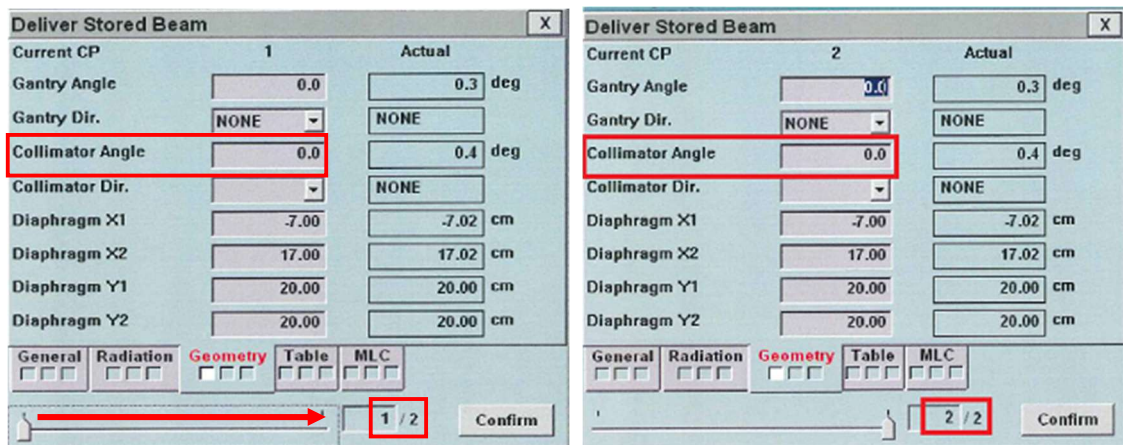 Deliver Stored Beam X
Current CP 1 Actual
Gantry Angle 0.0 0.3 deg
Gantry Dir. NONE NONE
Collimator Angle 0.0 0.4 deg
Collimator Dir. NONE
Diaphragm X1 -7.00 -7.02 cm
Diaphragm X2 17.00 17.02 cm
Diaphragm Y1 20.00 20.00 cm
Diaphragm Y2 20.00 20.00 cm
General Radiation Geometry Table MLC
1 / 2 Confirm
Deliver Stored Beam X
Current CP 2 Actual
Gantry Angle 0.0 0.3 deg
Gantry Dir. NONE NONE
Collimator Angle 0.0 0.4 deg
Collimator Dir. NONE
Diaphragm X1 -7.00 -7.02 cm
Diaphragm X2 17.00 17.02 cm
Diaphragm Y1 20.00 20.00 cm
Diaphragm Y2 20.00 20.00 cm
General Radiation Geometry Table MLC
2 / 2 Confirm